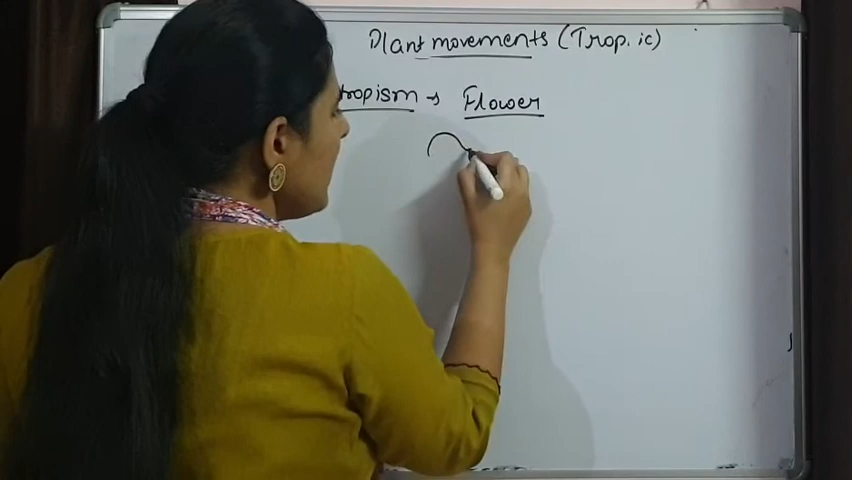 Plant movements (Trop. ic)
tropism → Flower